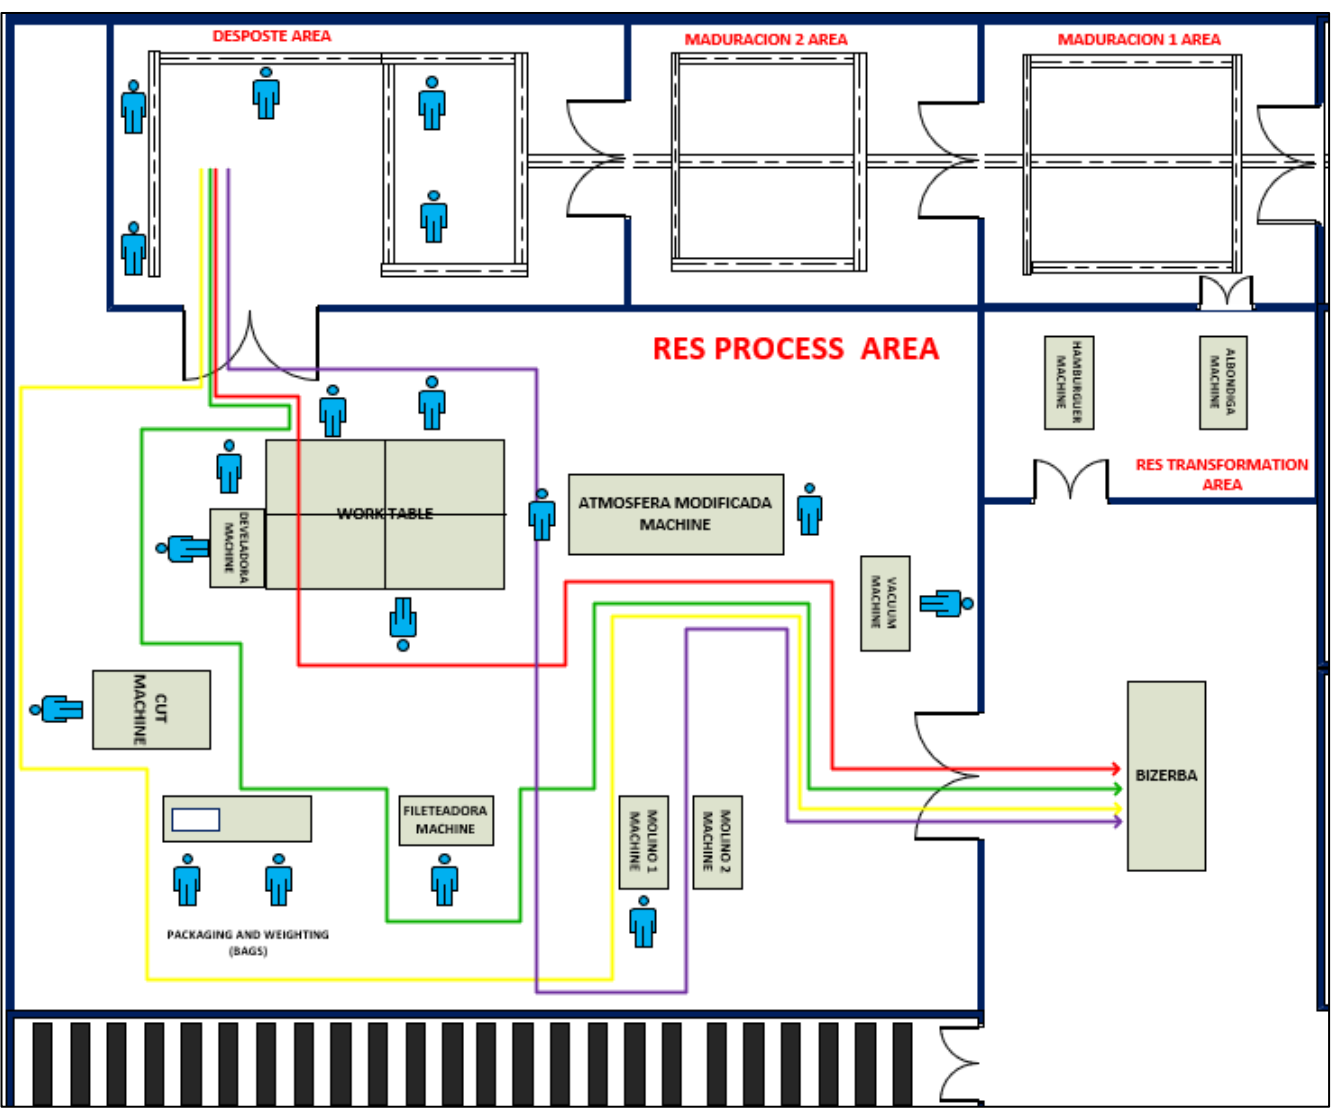 DESPOSTE AREA
MADURACION 2 AREA
MADURACION 1 AREA
RES PROCESS AREA
HAMBURGUER
MACHINE
ALBONDIGA
MACHINE
RES TRANSFORMATION
AREA
WORK TABLE
DEVELADORA
MACHINE
ATMOSFERA MODIFICADA
MACHINE
VACUUM
MACHINE
CUT
MACHINE
BIZERBA
FILETEADORA
MACHINE
MOLINO 1
MACHINE
MOLINO 2
MACHINE
PACKAGING AND WEIGHTING
(BAGS)